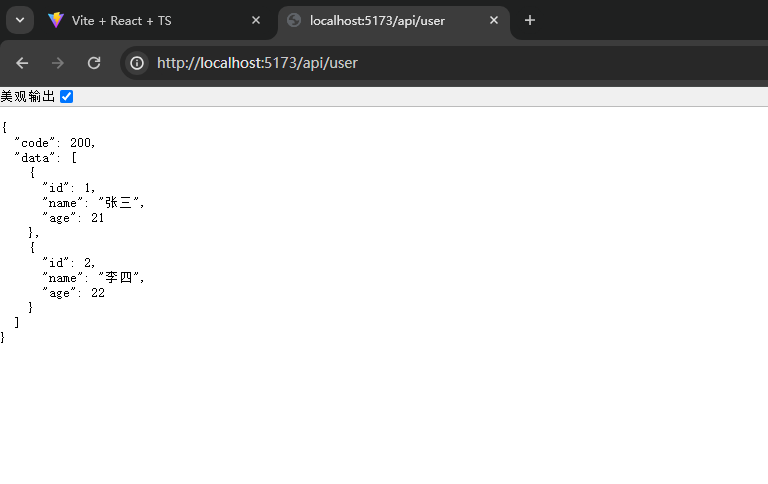 Vite + React + TS
localhost:5173/api/user
http://localhost:5173/api/user
美观输出
{
  "code": 200,
  "data": [
    {
      "id": 1,
      "name": "张三",
      "age": 21
    },
    {
      "id": 2,
      "name": "李四",
      "age": 22
    }
  ]
}